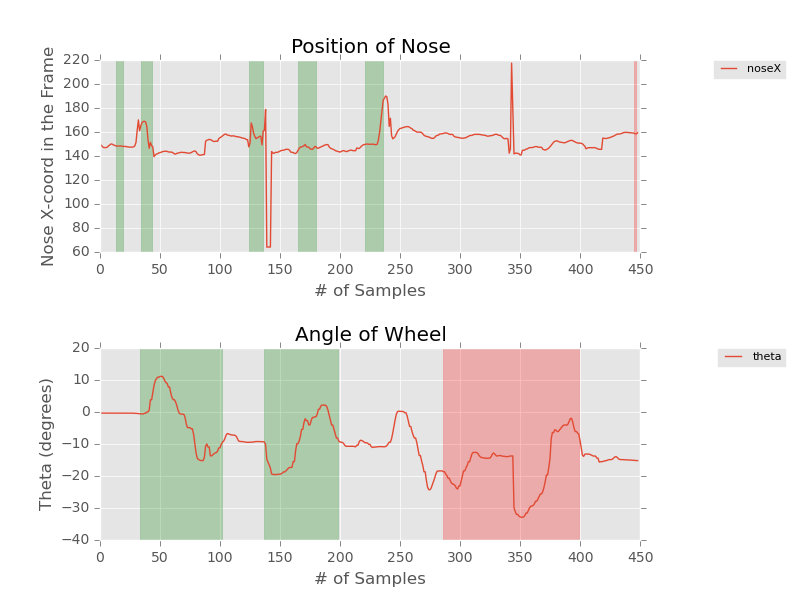 Position of Nose
Nose X-coord in the Frame
220
200
180
160
140
120
100
80
60
0 50 100 150 200 250 300 350 400 450
# of Samples
noseX
Angle of Wheel
Theta (degrees)
20
10
0
−10
−20
−30
−40
0 50 100 150 200 250 300 350 400 450
# of Samples
theta